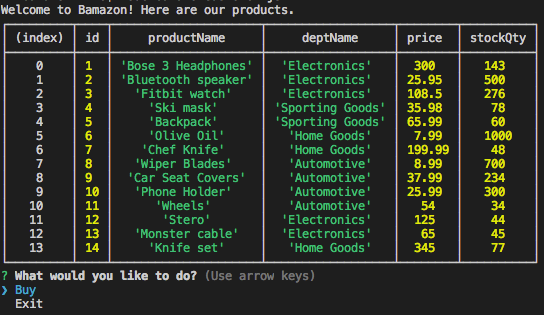 Welcome to Bamazon! Here are our products.
(index) id productName deptName price stockQty
0 1 'Bose 3 Headphones' 'Electronics' 300 143
1 2 'Bluetooth speaker' 'Electronics' 25.95 500
2 3 'Fitbit watch' 'Electronics' 108.5 276
3 4 'Ski mask' 'Sporting Goods' 35.98 78
4 5 'Backpack' 'Sporting Goods' 65.99 60
5 6 'Olive Oil' 'Home Goods' 7.99 1000
6 7 'Chef Knife' 'Home Goods' 199.99 48
7 8 'Wiper Blades' 'Automotive' 8.99 700
8 9 'Car Seat Covers' 'Automotive' 37.99 234
9 10 'Phone Holder' 'Automotive' 25.99 300
10 11 'Wheels' 'Automotive' 54 34
11 12 'Stero' 'Electronics' 125 44
12 13 'Monster cable' 'Electronics' 65 45
13 14 'Knife set' 'Home Goods' 345 77
? What would you like to do? (Use arrow keys)
❯ Buy
Exit